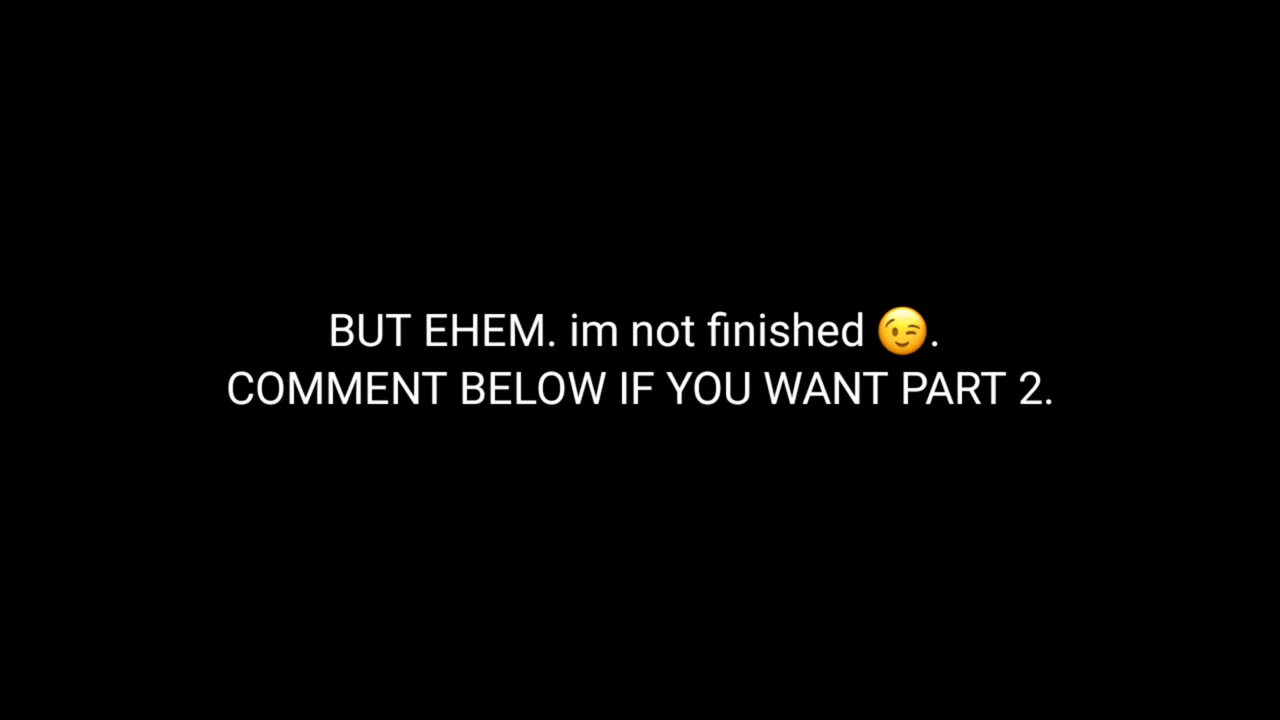 BUT EHEM. im not finished 😉.
COMMENT BELOW IF YOU WANT PART 2.